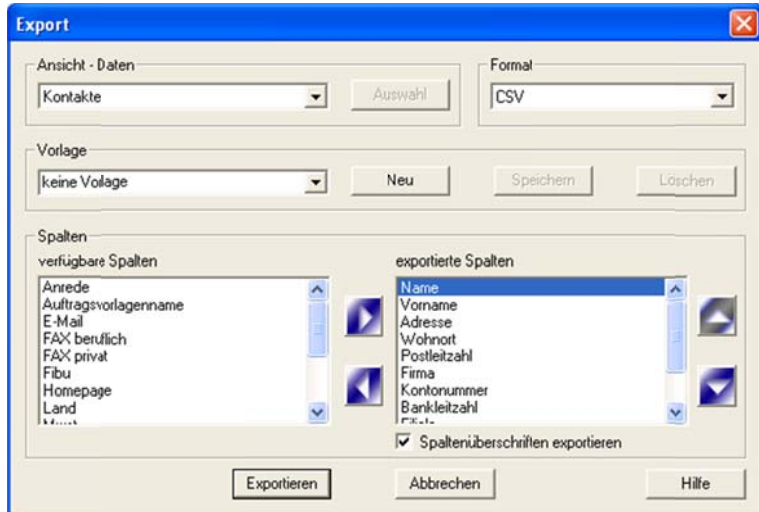 Export
Ansicht - Daten
Kontakte
Auswahl
Format
CSV
Vorlage
keine Vorlage
Neu
Speichern
Löschen
Spalten
verfügbare Spalten
Anrede
Auftragsvorlagenname
E-Mail
FAX beruflich
FAX privat
Fibu
Homepage
Land
exportierte Spalten
Name
Vorname
Adresse
Wohnort
Postleitzahl
Firma
Kontonummer
Bankleitzahl
Spaltenüberschriften exportieren
Exportieren
Abbrechen
Hilfe